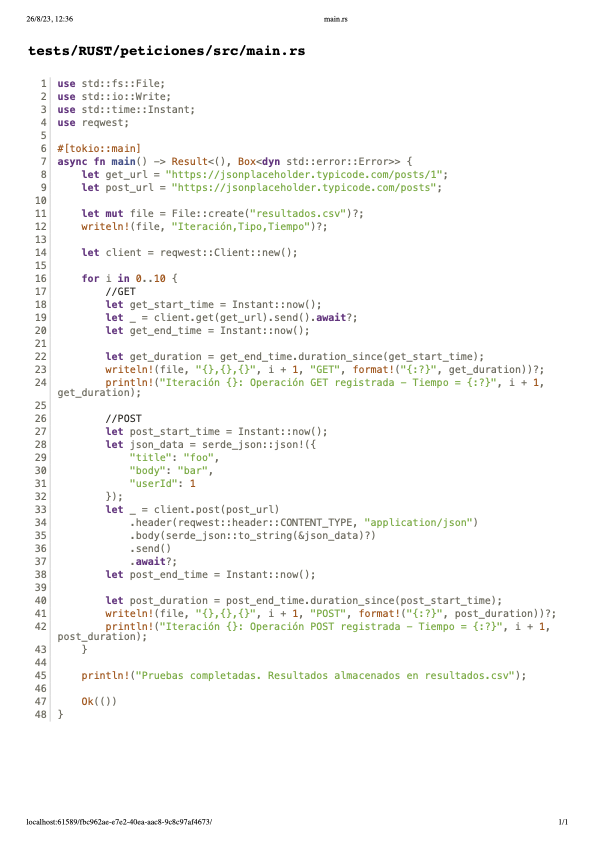 26/8/23, 12:36 main.rs
tests/RUST/peticiones/src/main.rs
1 use std::fs::File;
2 use std::io::Write;
3 use std::time::Instant;
4 use reqwest;
5
6 #[tokio::main]
7 async fn main() -> Result<(), Box<dyn std::error::Error>> {
8     let get_url = "https://jsonplaceholder.typicode.com/posts/1";
9     let post_url = "https://jsonplaceholder.typicode.com/posts";
10
11     let mut file = File::create("resultados.csv")?;
12     writeln!(file, "Iteración,Tipo,Tiempo")?;
13
14     let client = reqwest::Client::new();
15
16     for i in 0..10 {
17         //GET
18         let get_start_time = Instant::now();
19         let _ = client.get(get_url).send().await?;
20         let get_end_time = Instant::now();
21
22         let get_duration = get_end_time.duration_since(get_start_time);
23         writeln!(file, "{},{},{}", i + 1, "GET", format!("{:?}", get_duration))?;
24         println!("Iteración {}: Operación GET registrada - Tiempo = {:?}", i + 1,
get_duration);
25
26         //POST
27         let post_start_time = Instant::now();
28         let json_data = serde_json::json!({
29             "title": "foo",
30             "body": "bar",
31             "userId": 1
32         });
33         let _ = client.post(post_url)
34             .header(reqwest::header::CONTENT_TYPE, "application/json")
35             .body(serde_json::to_string(&json_data)?)
36             .send()
37             .await?;
38         let post_end_time = Instant::now();
39
40         let post_duration = post_end_time.duration_since(post_start_time);
41         writeln!(file, "{},{},{}", i + 1, "POST", format!("{:?}", post_duration))?;
42         println!("Iteración {}: Operación POST registrada - Tiempo = {:?}", i + 1,
post_duration);
43     }
44
45     println!("Pruebas completadas. Resultados almacenados en resultados.csv");
46
47     Ok(())
48 }
localhost:61589/fbc962ae-e7e2-40ea-aac8-9c8c97af4673/ 1/1